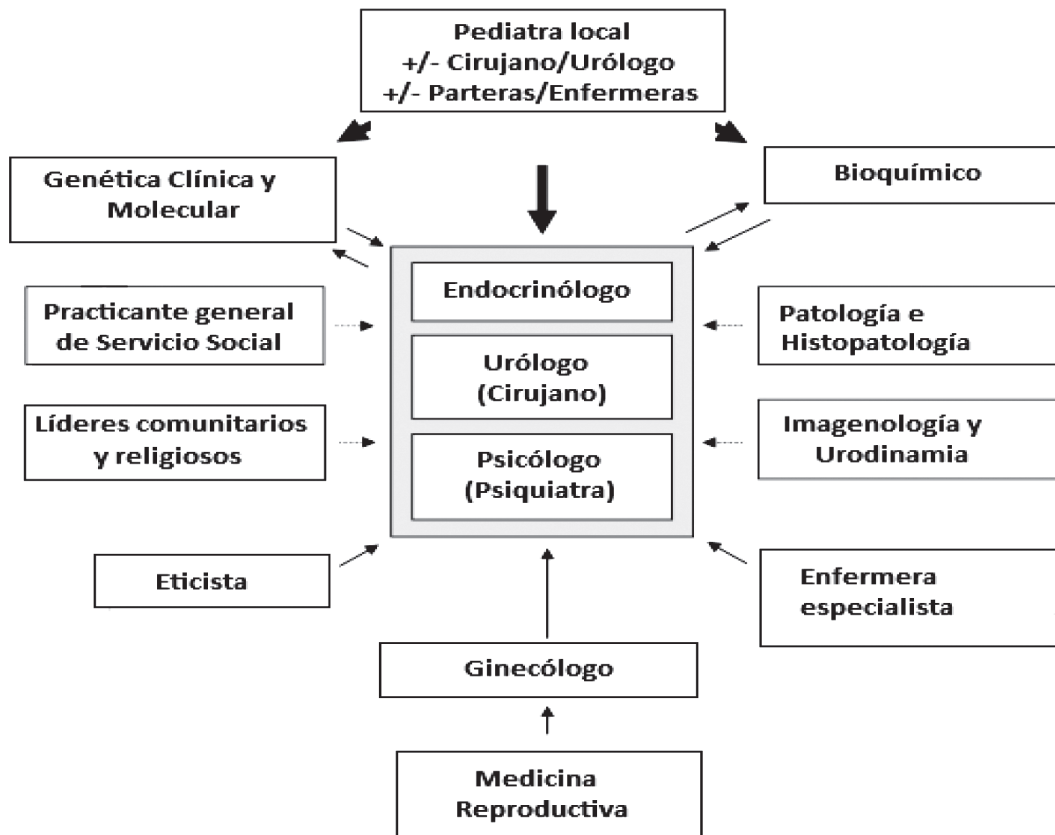 Pediatra local
+/- Cirujano/Urólogo
+/- Parteras/Enfermeras
Genética Clínica y
Molecular
Bioquímico
Endocrinólogo
Practicante general
de Servicio Social
Patología e
Histopatología
Urólogo
(Cirujano)
Líderes comunitarios
y religiosos
Imagenología y
Urodinamia
Psicólogo
(Psiquiatra)
Eticista
Enfermera
especialista
Ginecólogo
Medicina
Reproductiva